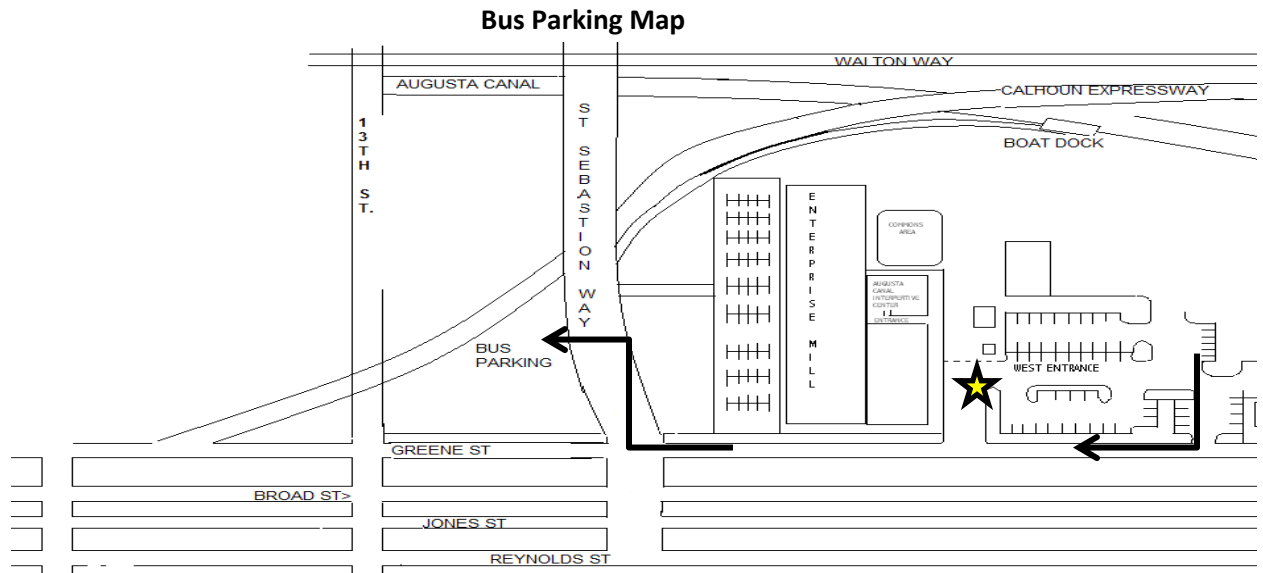 Bus Parking Map
WALTON WAY
AUGUSTA CANAL
CALHOUN EXPRESSWAY
ST SEBASTION WAY
13TH ST.
BOAT DOCK
ENTERPRISE MILL
COMMONS
AREA
AUGUSTA
CANAL
INTERPERTIVE
CENTER
ENTRANCE
BUS
PARKING
WEST ENTRANCE
GREENE ST
BROAD ST>
JONES ST
REYNOLDS ST